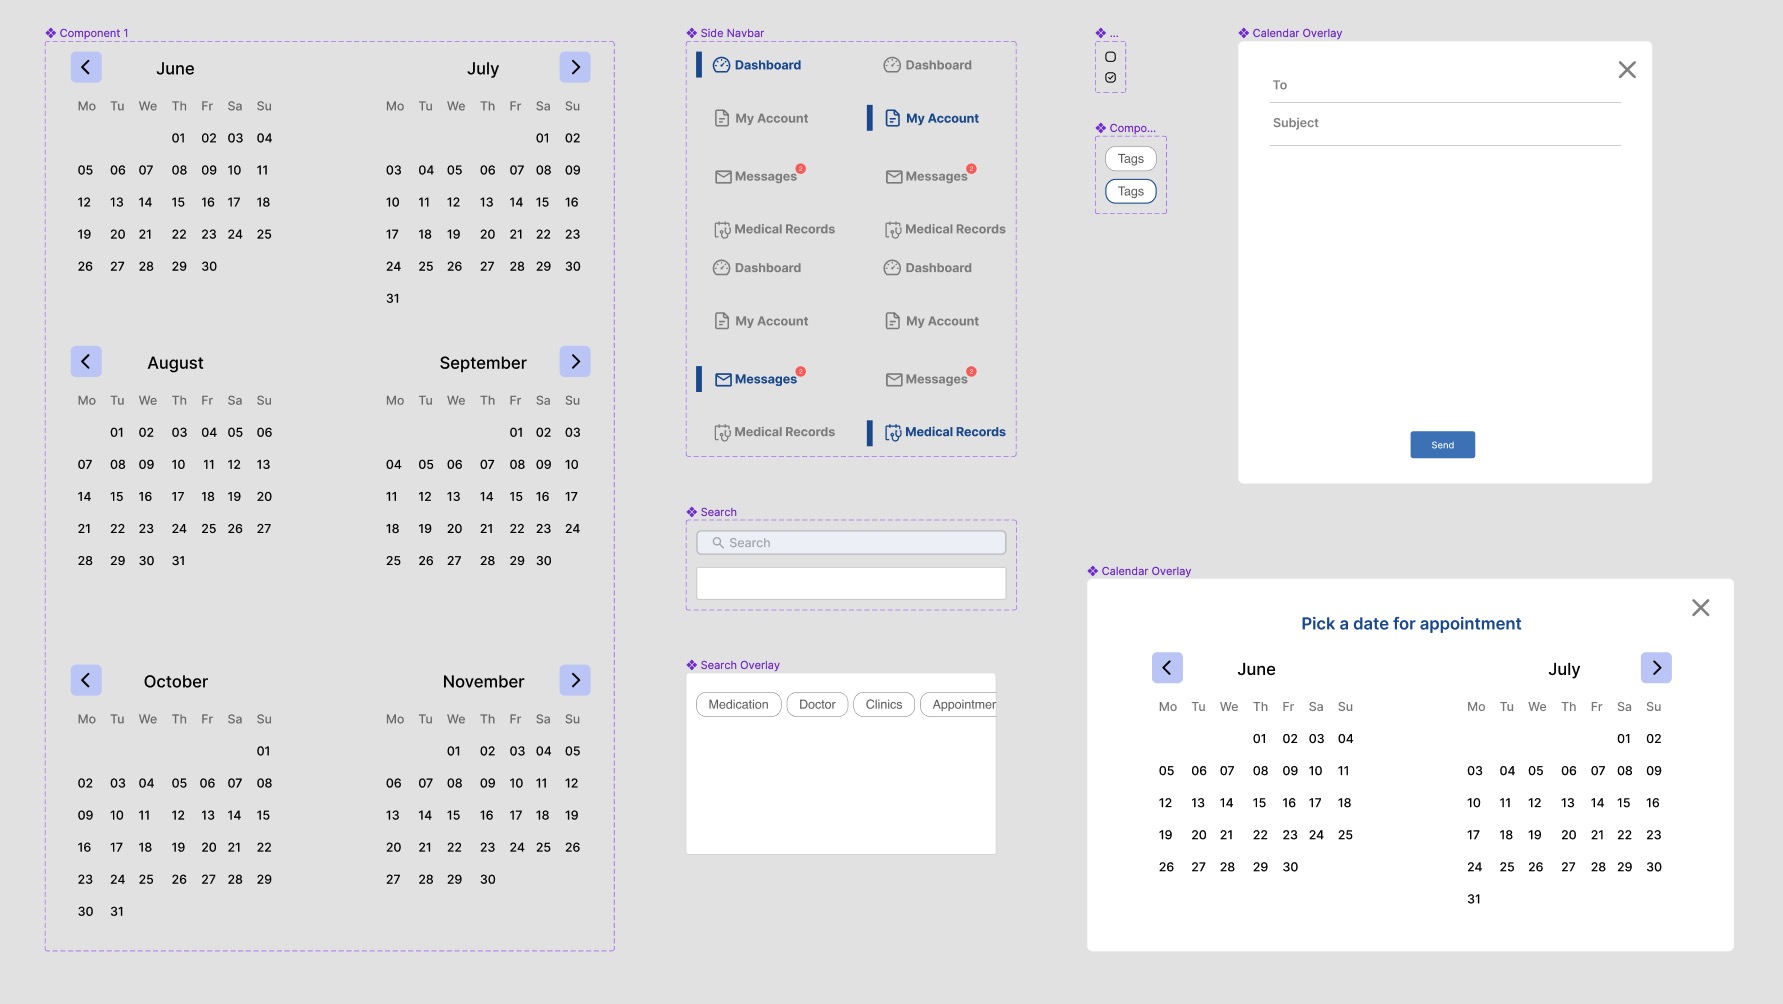 Component 1
June
July
Mo Tu We Th Fr Sa Su
Mo Tu We Th Fr Sa Su
01 02 03 04
01 02
05 06 07 08 09 10 11
03 04 05 06 07 08 09
12 13 14 15 16 17 18
10 11 12 13 14 15 16
19 20 21 22 23 24 25
17 18 19 20 21 22 23
26 27 28 29 30
24 25 26 27 28 29 30
31
August
September
Mo Tu We Th Fr Sa Su
Mo Tu We Th Fr Sa Su
01 02 03 04 05 06
01 02 03
07 08 09 10 11 12 13
04 05 06 07 08 09 10
14 15 16 17 18 19 20
11 12 13 14 15 16 17
21 22 23 24 25 26 27
18 19 20 21 22 23 24
28 29 30 31
25 26 27 28 29 30
October
November
Mo Tu We Th Fr Sa Su
Mo Tu We Th Fr Sa Su
01
01 02 03 04 05
02 03 04 05 06 07 08
06 07 08 09 10 11 12
09 10 11 12 13 14 15
13 14 15 16 17 18 19
16 17 18 19 20 21 22
20 21 22 23 24 25 26
23 24 25 26 27 28 29
27 28 29 30
30 31
Side Navbar
Dashboard
Dashboard
My Account
My Account
Messages 2
Messages 2
Medical Records
Medical Records
Dashboard
Dashboard
My Account
My Account
Messages 2
Messages 2
Medical Records
Medical Records
Search
Search
Search Overlay
Medication
Doctor
Clinics
Appointmer
...
Compo...
Tags
Tags
Calendar Overlay
To
Subject
Send
Calendar Overlay
Pick a date for appointment
June
July
Mo Tu We Th Fr Sa Su
Mo Tu We Th Fr Sa Su
01 02 03 04
01 02
05 06 07 08 09 10 11
03 04 05 06 07 08 09
12 13 14 15 16 17 18
10 11 12 13 14 15 16
19 20 21 22 23 24 25
17 18 19 20 21 22 23
26 27 28 29 30
24 25 26 27 28 29 30
31